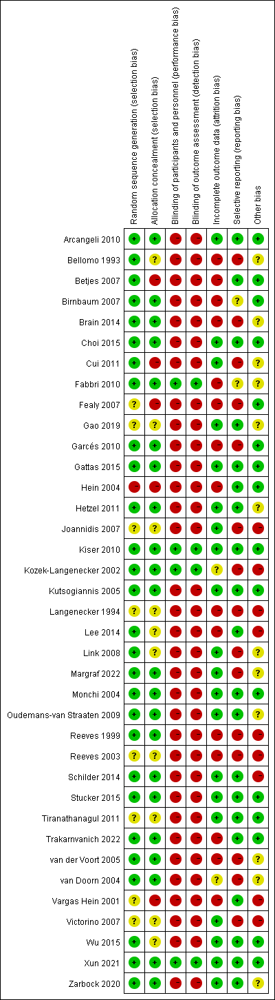 Random sequence generation (selection bias)
Allocation concealment (selection bias)
Blinding of participants and personnel (performance bias)
Blinding of outcome assessment (detection bias)
Incomplete outcome data (attrition bias)
Selective reporting (reporting bias)
Other bias
Arcangeli 2010 + + - - + + +
Bellomo 1993 + ? - - - - ?
Betjes 2007 + - - - - + +
Birnbaum 2007 + + - - - ? +
Brain 2014 + + - - - - ?
Choi 2015 + + - - + + +
Cui 2011 + - - - + - ?
Fabbri 2010 + + + + - ? ?
Fealy 2007 ? - - - - - +
Gao 2019 ? ? - - + + ?
Garcés 2010 + + - - - - +
Gattas 2015 + + - - + + +
Hein 2004 - - - - - + +
Hetzel 2011 + + - - + + ?
Joannidis 2007 ? ? - - + - -
Kiser 2010 + + + + + + +
Kozek-Langenecker 2002 + + + + ? - -
Kutsogiannis 2005 + + - - + + +
Langenecker 1994 ? ? - - - - -
Lee 2014 + ? - - - + -
Link 2008 + ? - - + - ?
Margraf 2022 + + - - + - ?
Monchi 2004 + + - - + + +
Oudemans-van Straaten 2009 + + - - + + ?
Reeves 1999 + + - - - - -
Reeves 2003 ? ? - - - - -
Schilder 2014 + + - - + + -
Stucker 2015 + + - - + + +
Tiranathanagul 2011 ? ? - - + + +
Trakarnvanich 2022 + + - - - + +
van der Voort 2005 + + - - - - ?
van Doorn 2004 + + - - ? - ?
Vargas Hein 2001 ? - - - - + -
Victorino 2007 ? ? - - + - -
Wu 2015 + ? - - + + +
Xun 2021 + + + + + + +
Zarbock 2020 + + - - + + ?